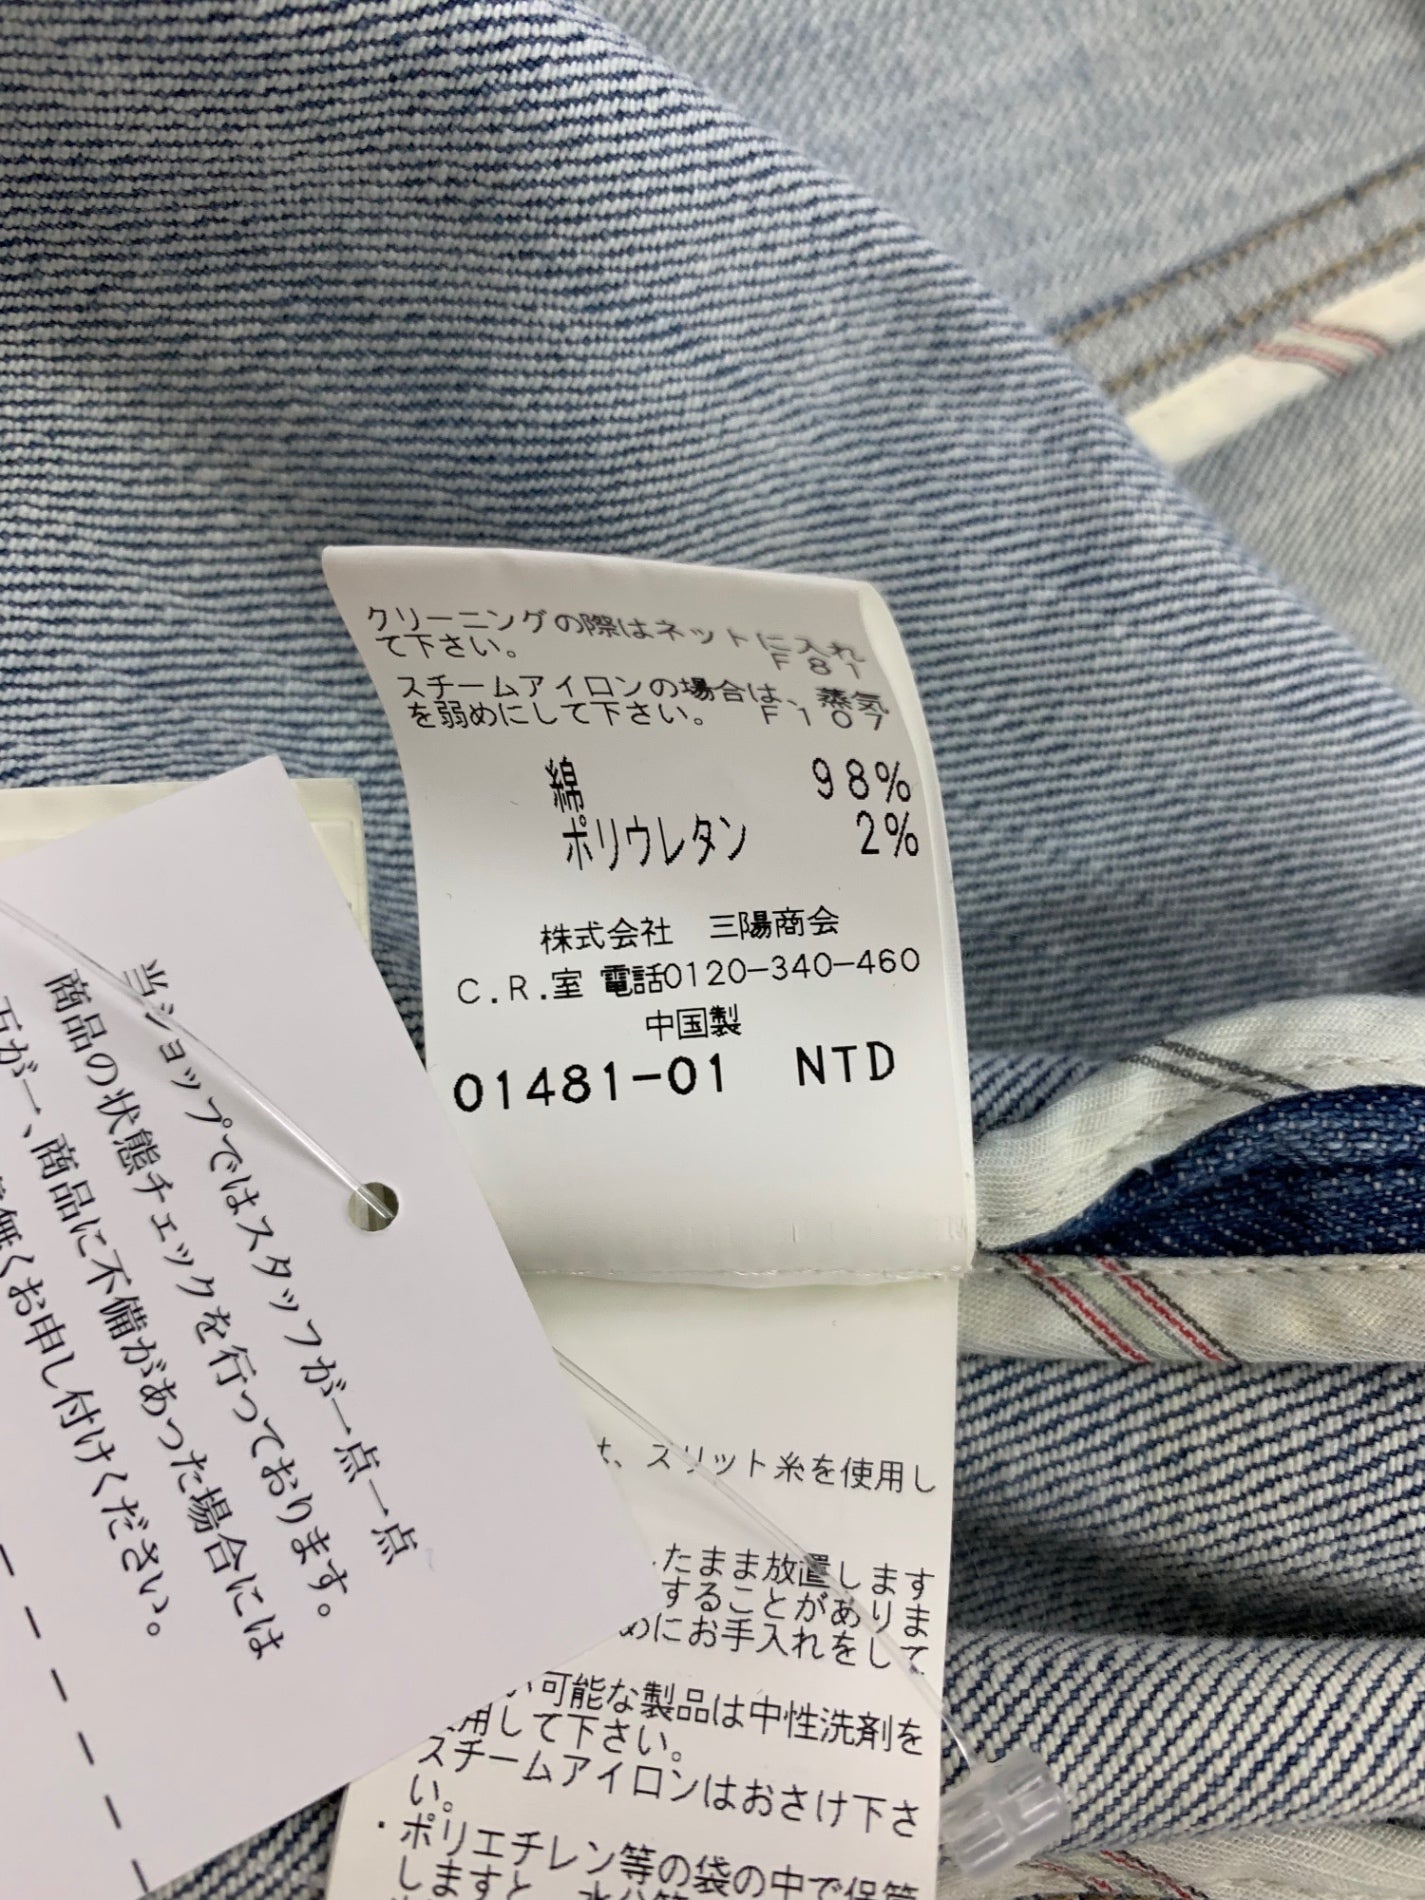 クリーニングの際はネットに入れ
て下さい。 F81
スチームアイロンの場合は、蒸気
を弱めにして下さい。 F107
綿 98%
ポリウレタン 2%
株式会社 三陽商会
C.R.室 電話0120-340-460
中国製
01481-01 NTD
当ショップではスタッフが一点一点
商品の状態チェックを行っております。
万が一、商品に不備があった場合には
無くお申し付けください。
は、スリット糸を使用し
したまま放置します
することがありま
めにお手入れをして
い可能な製品は中性洗剤を
用して下さい。
スチームアイロンはおさけ下さ
い。
・ポリエチレン等の袋の中で保管
しますと、水分等